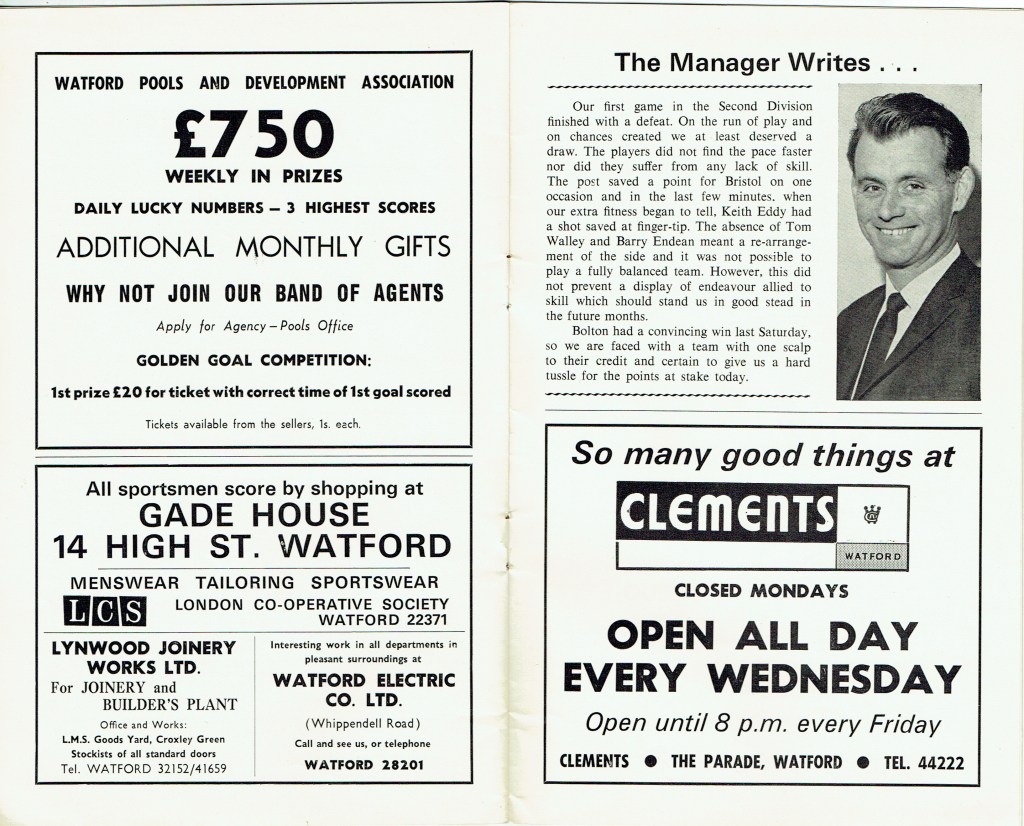 WATFORD POOLS AND DEVELOPMENT ASSOCIATION
£750
WEEKLY IN PRIZES
DAILY LUCKY NUMBERS – 3 HIGHEST SCORES
ADDITIONAL MONTHLY GIFTS
WHY NOT JOIN OUR BAND OF AGENTS
Apply for Agency – Pools Office
GOLDEN GOAL COMPETITION:
1st prize £20 for ticket with correct time of 1st goal scored
Tickets available from the sellers, 1s. each.
All sportsmen score by shopping at
GADE HOUSE
14 HIGH ST. WATFORD
MENSWEAR TAILORING SPORTSWEAR
LCS LONDON CO-OPERATIVE SOCIETY
WATFORD 22371
LYNWOOD JOINERY
WORKS LTD.
For JOINERY and
BUILDER'S PLANT
Office and Works:
L.M.S. Goods Yard, Croxley Green
Stockists of all standard doors
Tel. WATFORD 32152/41659
Interesting work in all departments in
pleasant surroundings at
WATFORD ELECTRIC
CO. LTD.
(Whippendell Road)
Call and see us, or telephone
WATFORD 28201
The Manager Writes . . .
Our first game in the Second Division
finished with a defeat. On the run of play and
on chances created we at least deserved a
draw. The players did not find the pace faster
nor did they suffer from any lack of skill.
The post saved a point for Bristol on one
occasion and in the last few minutes. when
our extra fitness began to tell, Keith Eddy had
a shot saved at finger-tip. The absence of Tom
Walley and Barry Endean meant a re-arrange-
ment of the side and it was not possible to
play a fully balanced team. However, this did
not prevent a display of endeavour allied to
skill which should stand us in good stead in
the future months.
Bolton had a convincing win last Saturday,
so we are faced with a team with one scalp
to their credit and certain to give us a hard
tussle for the points at stake today.
So many good things at
CLEMENTS
WATFORD
CLOSED MONDAYS
OPEN ALL DAY
EVERY WEDNESDAY
Open until 8 p.m. every Friday
CLEMENTS ● THE PARADE, WATFORD ● TEL. 44222